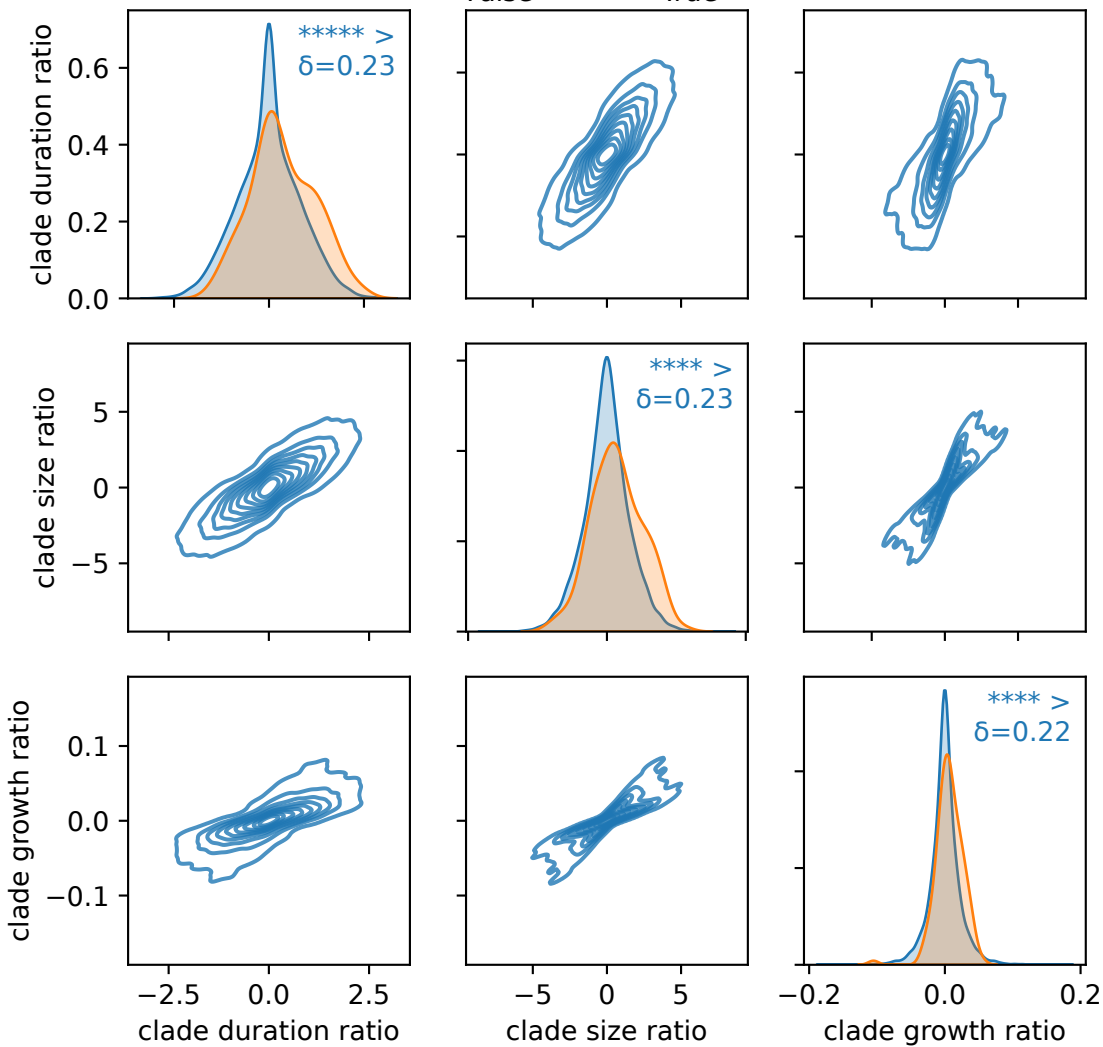 clade duration ratio
0.6
0.4
0.2
0.0
***** >
δ=0.23
clade size ratio
5
0
−5
**** >
δ=0.23
clade growth ratio
0.1
0.0
−0.1
**** >
δ=0.22
−2.5 0.0 2.5
−5 0 5
−0.2 0.0 0.2
clade duration ratio
clade size ratio
clade growth ratio